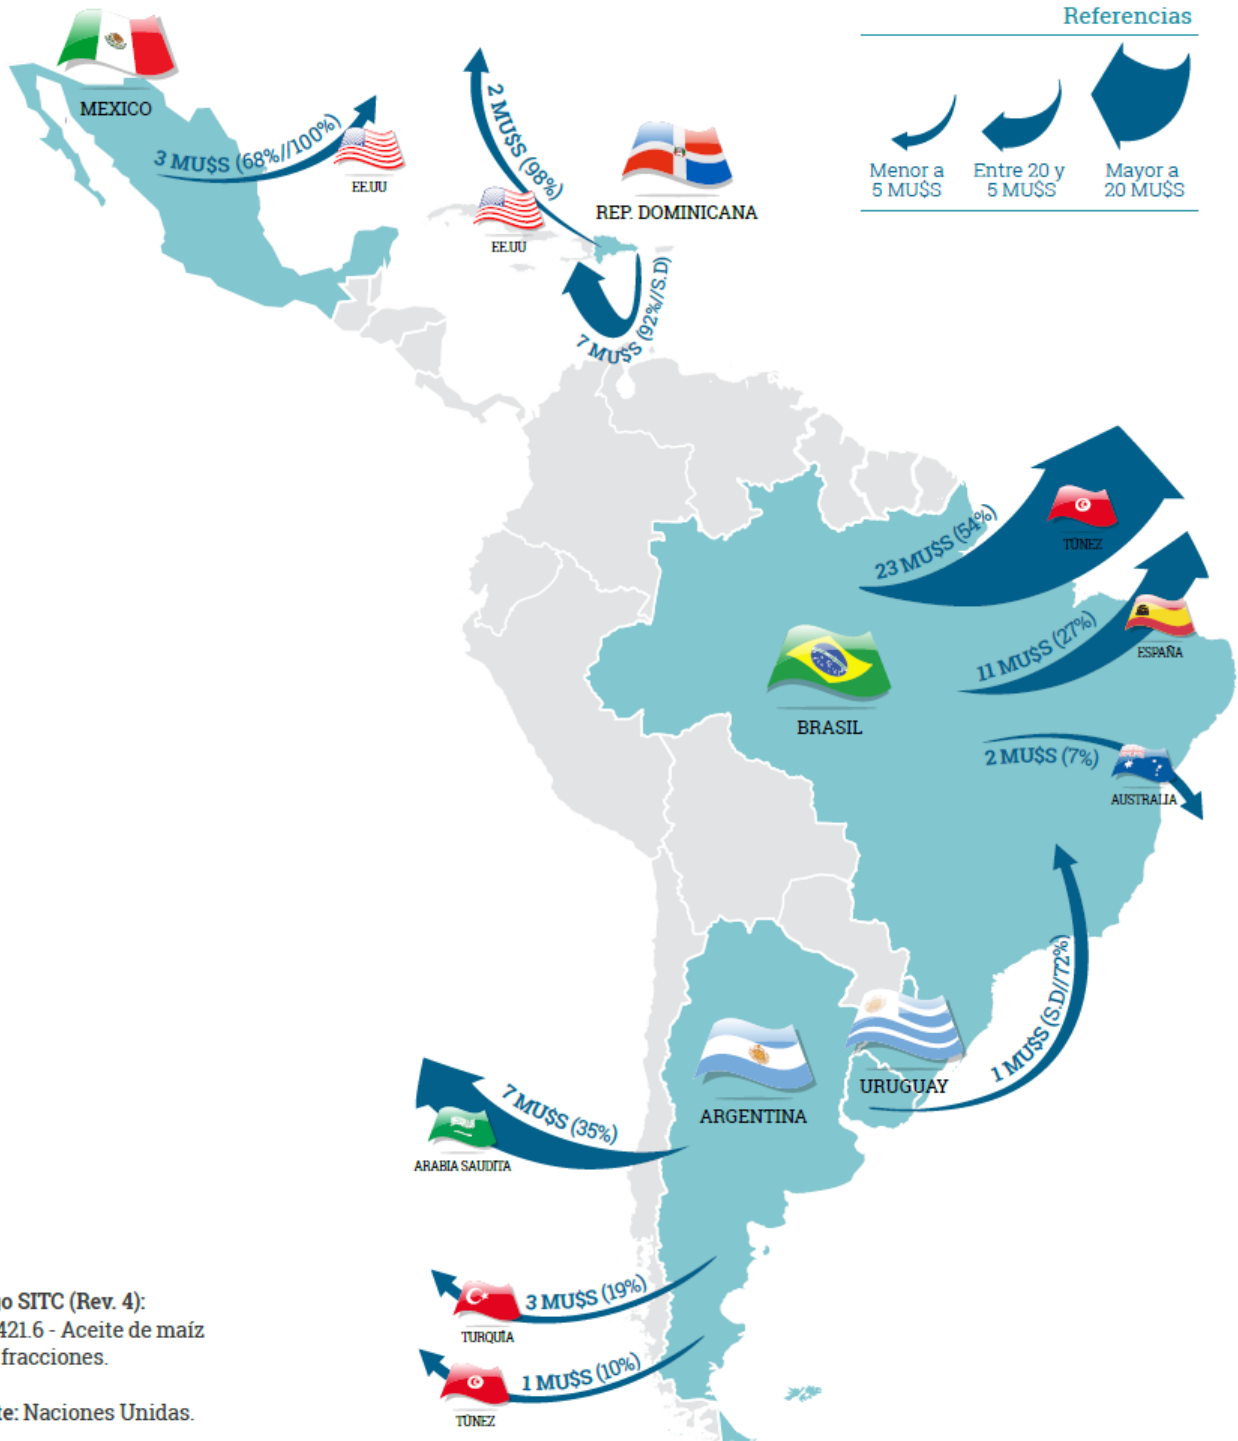 Referencias
Menor a
5 MU$S
Entre 20 y
5 MU$S
Mayor a
20 MU$S
MEXICO
3 MU$S (68%//100%)
EE.UU
2 MU$S (98%)
EE.UU
REP. DOMINICANA
7 MU$S (92%//S.D)
23 MU$S (54%)
TÚNEZ
11 MU$S (27%)
ESPAÑA
BRASIL
2 MU$S (7%)
AUSTRALIA
1 MU$S (S.D//72%)
URUGUAY
ARGENTINA
7 MU$S (35%)
ARABIA SAUDITA
3 MU$S (19%)
TURQUÍA
1 MU$S (10%)
TÚNEZ
o SITC (Rev. 4):
421.6 - Aceite de maíz
fracciones.
te: Naciones Unidas.